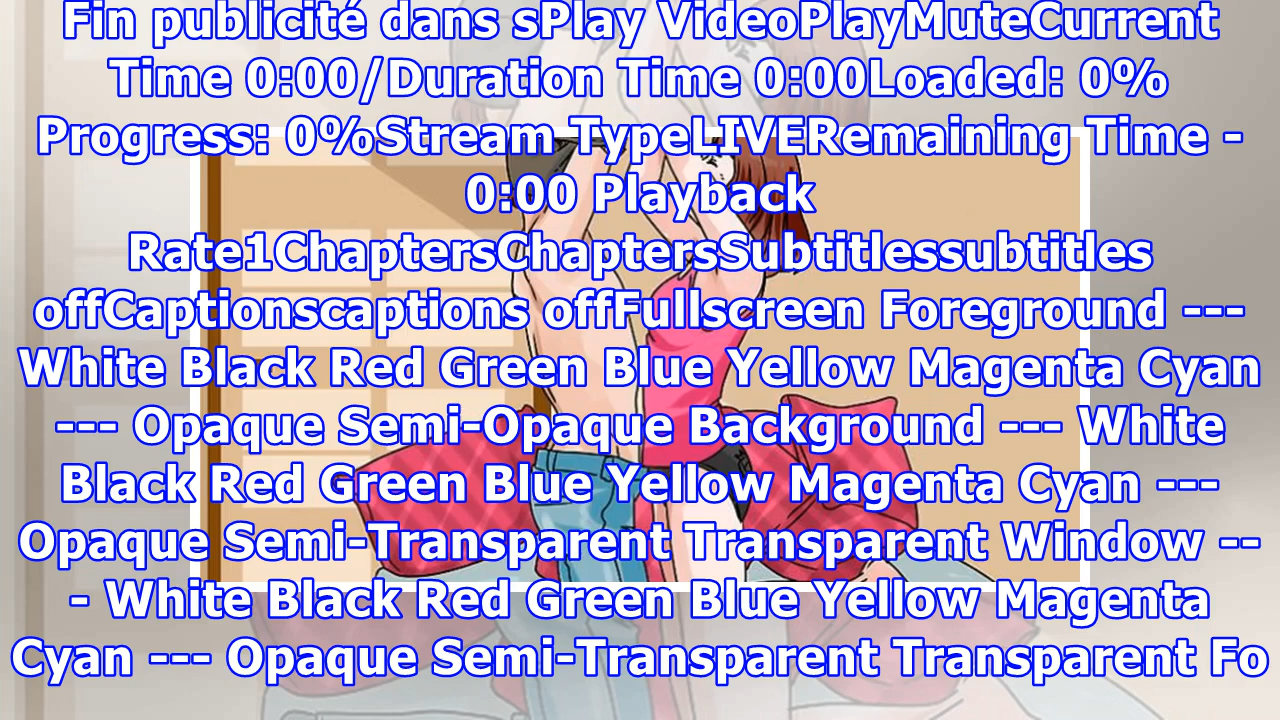 Fin publicité dans sPlay VideoPlayMuteCurrent
Time 0:00/Duration Time 0:00Loaded: 0%
Progress: 0%Stream TypeLIVERemaining Time -
0:00 Playback
Rate1ChaptersChaptersSubtitlessubtitles
offCaptionscaptions offFullscreen Foreground ---
White Black Red Green Blue Yellow Magenta Cyan
--- Opaque Semi-Opaque Background --- White
Black Red Green Blue Yellow Magenta Cyan ---
Opaque Semi-Transparent Transparent Window --
- White Black Red Green Blue Yellow Magenta
Cyan --- Opaque Semi-Transparent Transparent Fo